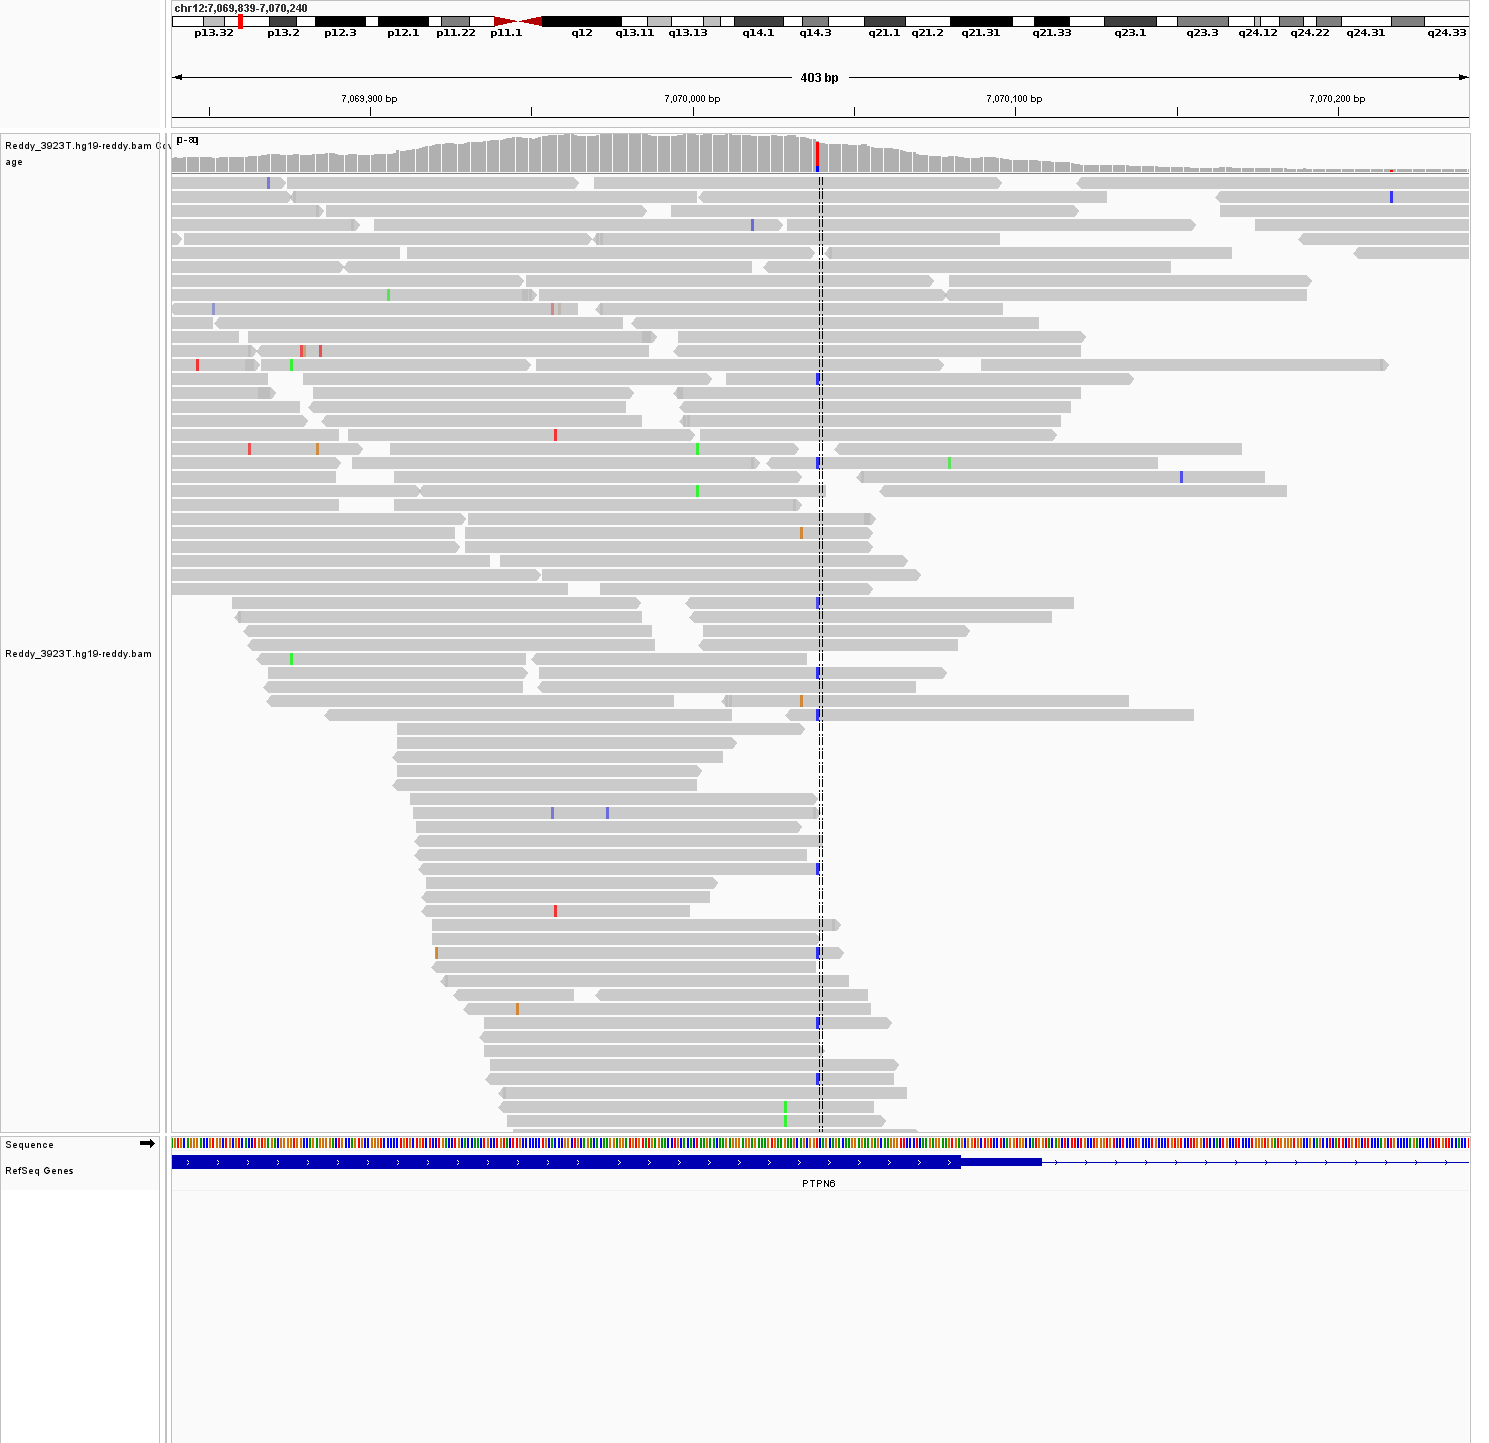 chr12:7,069,839-7,070,240
p13.32 p13.2 p12.3 p12.1 p11.22 p11.1 q12 q13.11 q13.13 q14.1 q14.3 q21.1 q21.2 q21.31 q21.33 q23.1 q23.3 q24.12 q24.22 q24.31 q24.33
403 bp
7,069,900 bp 7,070,000 bp 7,070,100 bp 7,070,200 bp
Reddy_3923T.hg19-reddy.bam Cov
age
Reddy_3923T.hg19-reddy.bam
Sequence
RefSeq Genes
PTPN6